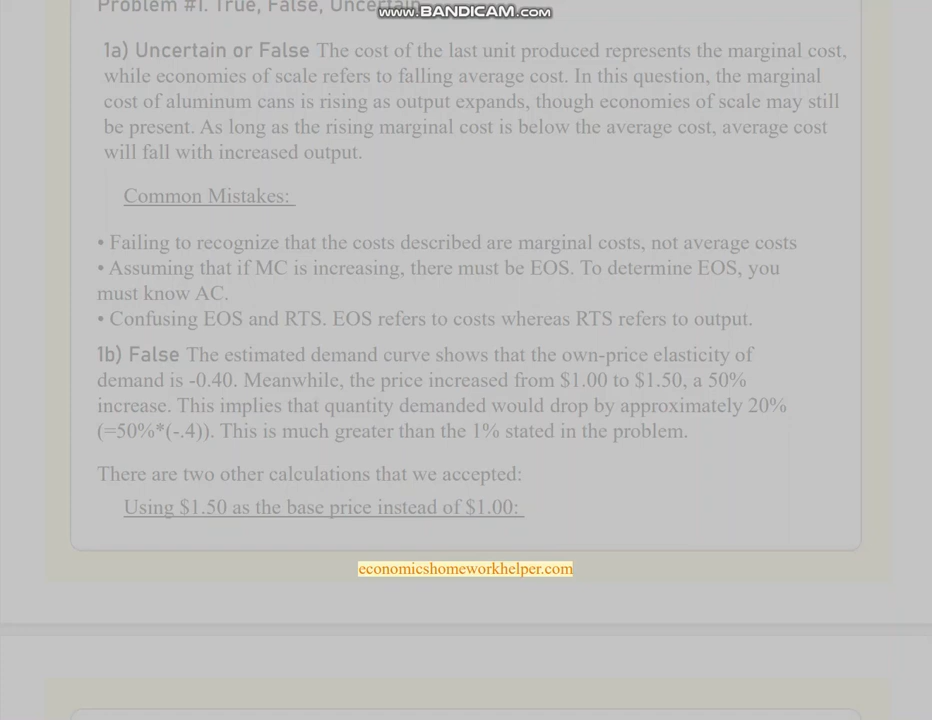 Problem #1. True, False, Uncertain
www.BANDICAM.com
1a) Uncertain or False The cost of the last unit produced represents the marginal cost,
while economies of scale refers to falling average cost. In this question, the marginal
cost of aluminum cans is rising as output expands, though economies of scale may still
be present. As long as the rising marginal cost is below the average cost, average cost
will fall with increased output.
Common Mistakes:
• Failing to recognize that the costs described are marginal costs, not average costs
• Assuming that if MC is increasing, there must be EOS. To determine EOS, you
must know AC.
• Confusing EOS and RTS. EOS refers to costs whereas RTS refers to output.
1b) False The estimated demand curve shows that the own-price elasticity of
demand is -0.40. Meanwhile, the price increased from $1.00 to $1.50, a 50%
increase. This implies that quantity demanded would drop by approximately 20%
(=50%*(-.4)). This is much greater than the 1% stated in the problem.
There are two other calculations that we accepted:
Using $1.50 as the base price instead of $1.00:
economicshomeworkhelper.com